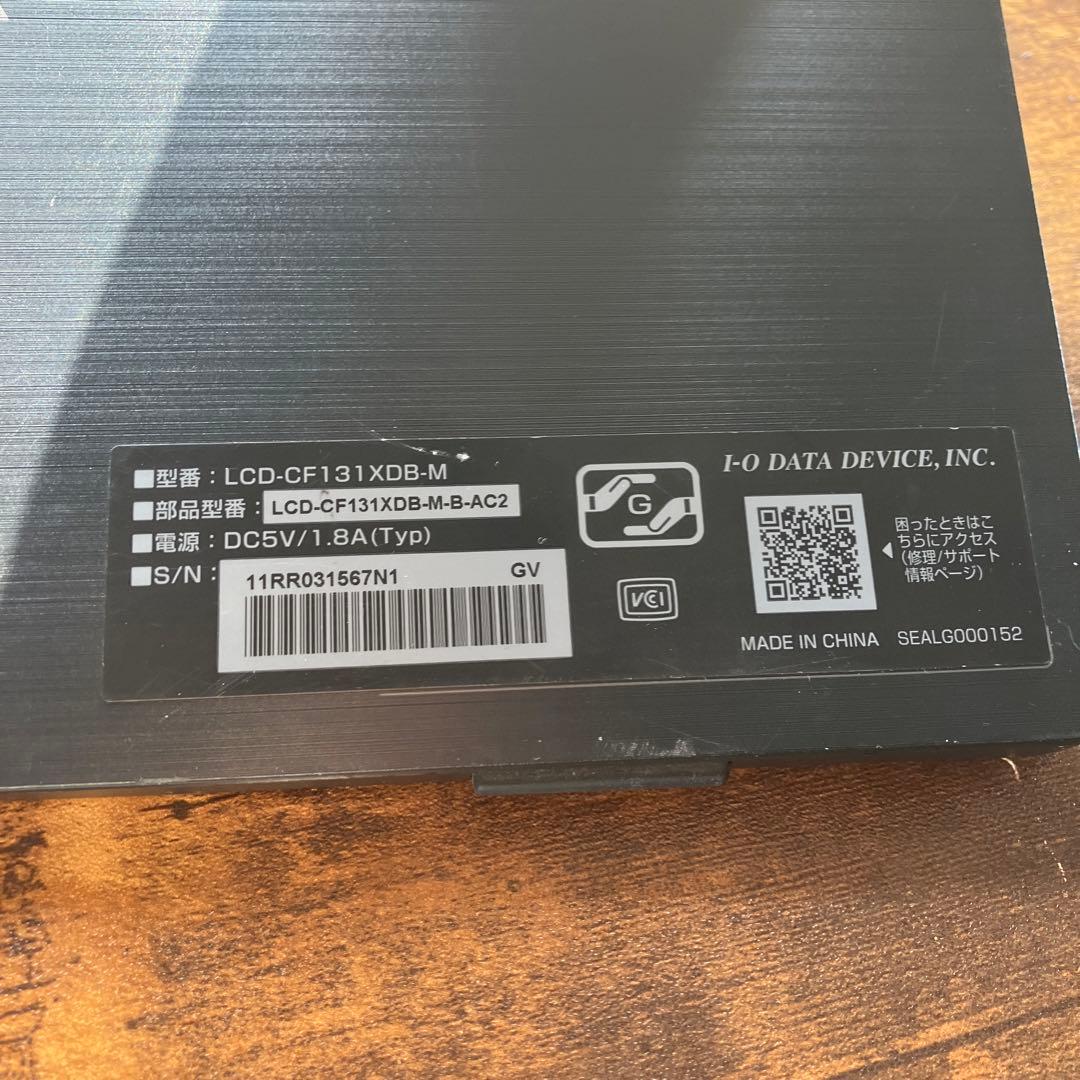 ■型番：LCD-CF131XDB-M
■部品型番：LCD-CF131XDB-M-B-AC2
■電源：DC5V/1.8A(Typ)
■S/N：11RR031567N1 GV
G
VCCI
I-O DATA DEVICE, INC.
困ったときはこ
ちらにアクセス
(修理/サポート
情報ページ)
MADE IN CHINA SEALG000152